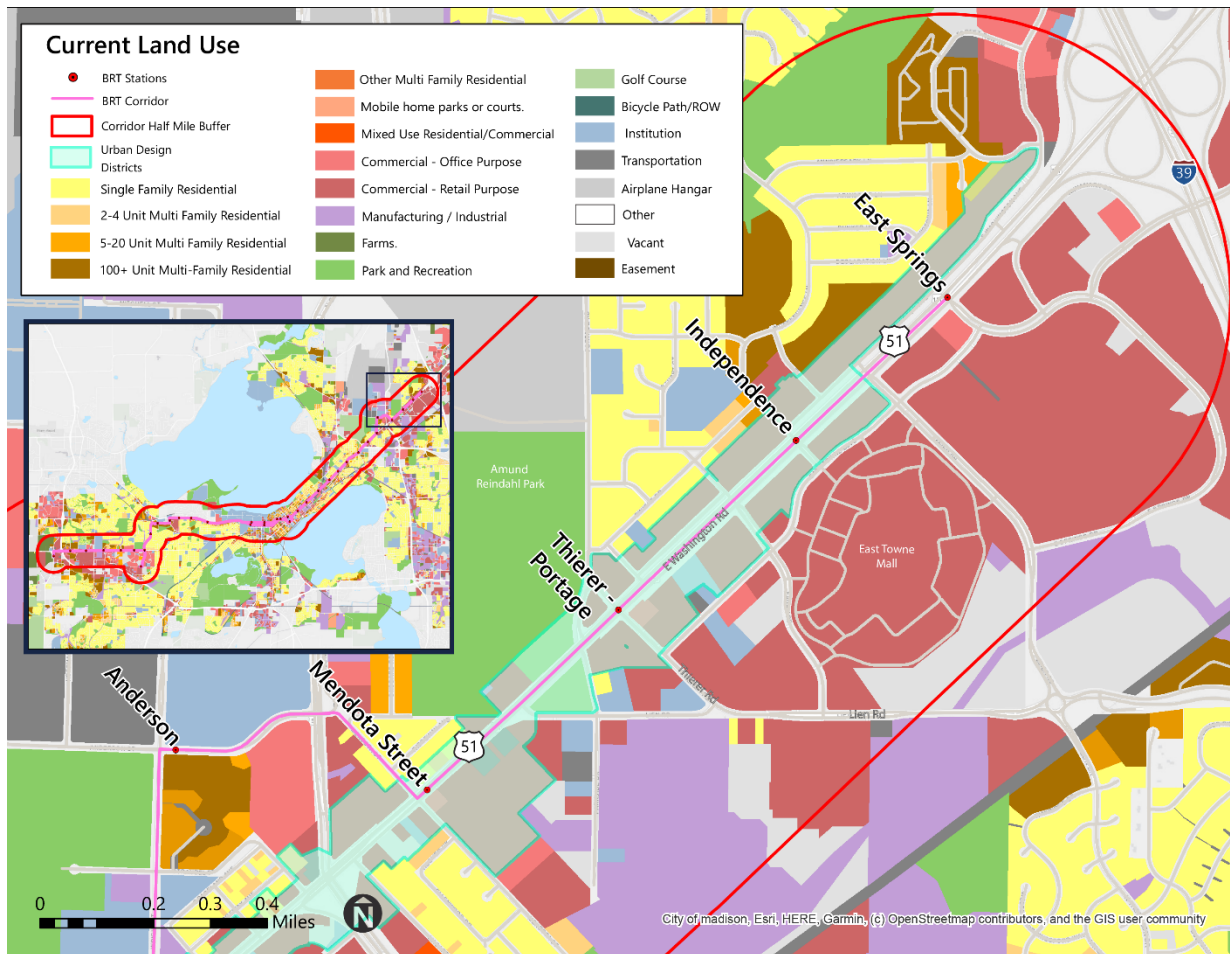 Current Land Use
BRT Stations
BRT Corridor
Corridor Half Mile Buffer
Urban Design
Districts
Single Family Residential
2-4 Unit Multi Family Residential
5-20 Unit Multi Family Residential
100+ Unit Multi-Family Residential
Other Multi Family Residential
Mobile home parks or courts.
Mixed Use Residential/Commercial
Commercial - Office Purpose
Commercial - Retail Purpose
Manufacturing / Industrial
Farms.
Park and Recreation
Golf Course
Bicycle Path/ROW
Institution
Transportation
Airplane Hangar
Other
Vacant
Easement
39
East Springs
51
Independence
Amund
Reindahl Park
E Washington Rd
East Towne
Mall
Thierer -
Portage
Thierer Rd
Lien Rd
Anderson
Mendota Street
51
0 0.2 0.3 0.4
Miles
N
City of madison, Esri, HERE, Garmin, (c) OpenStreetmap contributors, and the GIS user community